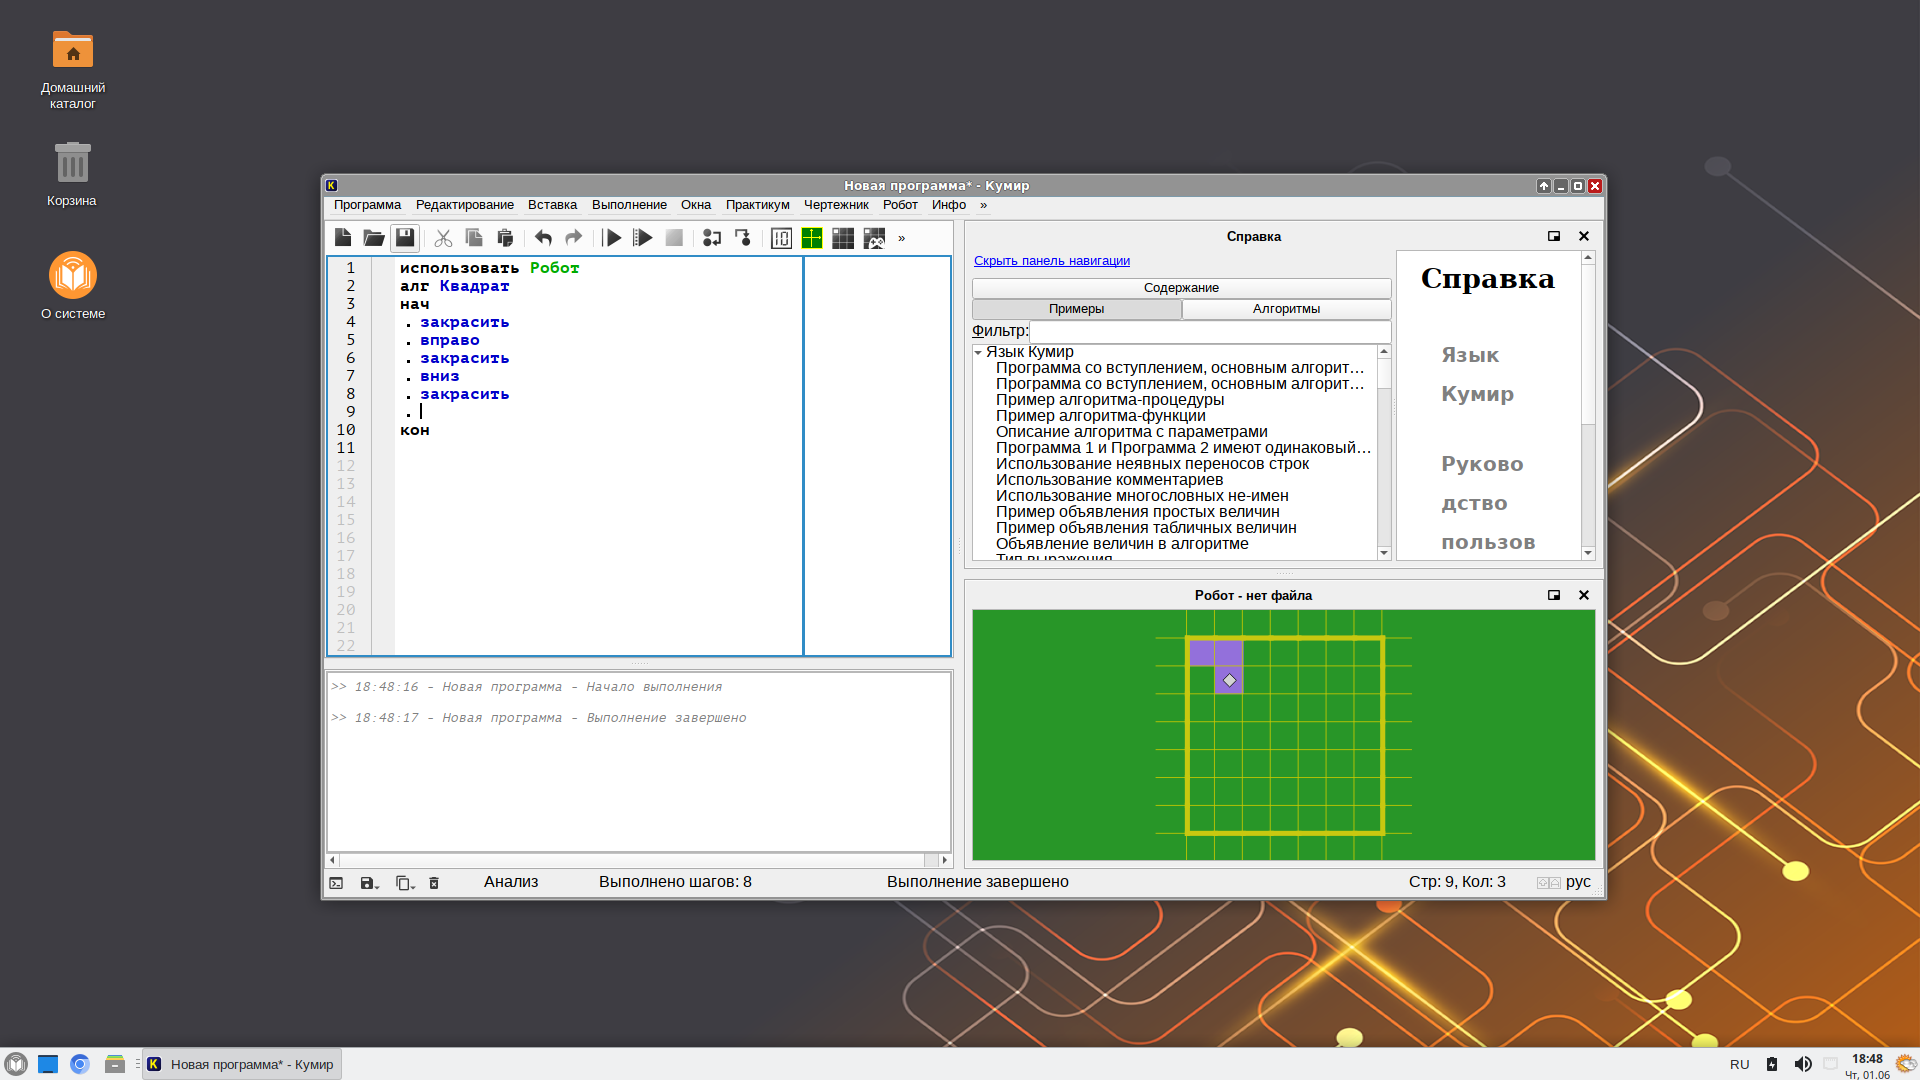 Домашний
каталог
Корзина
О системе
Новая программа* - Кумир
Программа Редактирование Вставка Выполнение Окна Практикум Чертежник Робот Инфо »
»
1 использовать Робот
2 алг Квадрат
3 нач
4 . закрасить
5 . вправо
6 . закрасить
7 . вниз
8 . закрасить
9 .
10 кон
11
12
13
14
15
16
17
18
19
20
21
22
>> 18:48:16 - Новая программа - Начало выполнения
>> 18:48:17 - Новая программа - Выполнение завершено
Справка
Скрыть панель навигации
Содержание
Примеры Алгоритмы
Фильтр:
Язык Кумир
Программа со вступлением, основным алгорит…
Программа со вступлением, основным алгорит…
Пример алгоритма-процедуры
Пример алгоритма-функции
Описание алгоритма с параметрами
Программа 1 и Программа 2 имеют одинаковый…
Использование неявных переносов строк
Использование комментариев
Использование многословных не-имен
Пример объявления простых величин
Пример объявления табличных величин
Объявление величин в алгоритме
Тип выражения
Справка
Язык
Кумир
Руково
дство
пользов
Робот - нет файла
Анализ Выполнено шагов: 8 Выполнение завершено Стр: 9, Кол: 3 рус
Новая программа* - Кумир
RU
18:48
Чт, 01.06